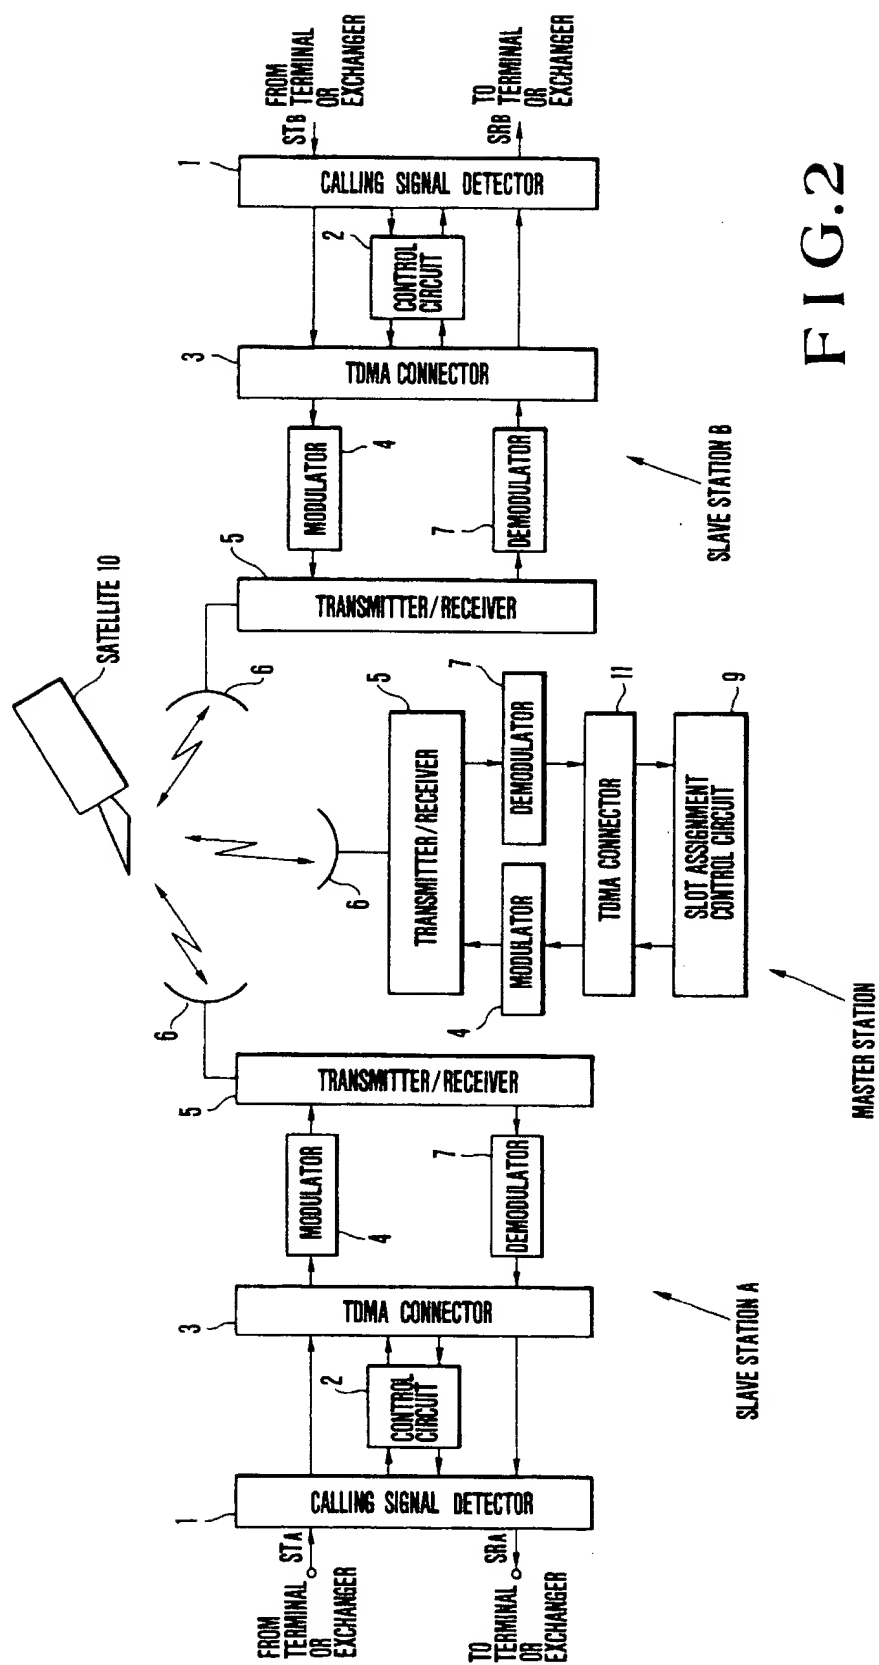 SATELLITE 10
6
6
6
FROM
TERMINAL
OR
EXCHANGER
STA
TO
TERMINAL
OR
EXCHANGER
SRA
1
CALLING SIGNAL DETECTOR
2
CONTROL
CIRCUIT
3
TDMA CONNECTOR
MODULATOR
4
7
DEMODULATOR
5
TRANSMITTER/RECEIVER
SLAVE STATION A
5
TRANSMITTER/RECEIVER
4
MODULATOR
7
DEMODULATOR
TDMA CONNECTOR
11
SLOT ASSIGNMENT
CONTROL CIRCUIT
9
MASTER STATION
5
TRANSMITTER/RECEIVER
MODULATOR
4
7
DEMODULATOR
3
TDMA CONNECTOR
2
CONTROL
CIRCUIT
1
CALLING SIGNAL DETECTOR
STB
FROM
TERMINAL
OR
EXCHANGER
SRB
TO
TERMINAL
OR
EXCHANGER
SLAVE STATION B
FIG.2